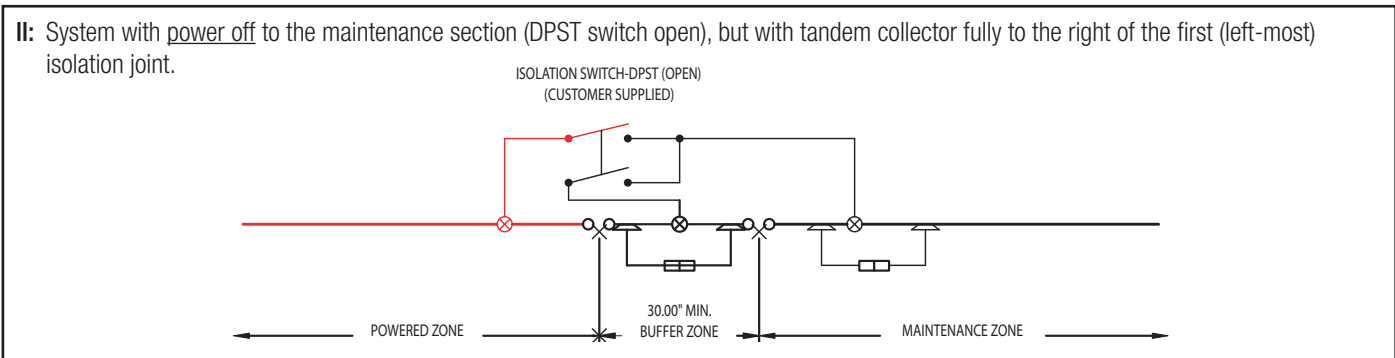 II: System with power off to the maintenance section (DPST switch open), but with tandem collector fully to the right of the first (left-most)
isolation joint.
ISOLATION SWITCH-DPST (OPEN)
(CUSTOMER SUPPLIED)
30.00" MIN.
POWERED ZONE BUFFER ZONE MAINTENANCE ZONE